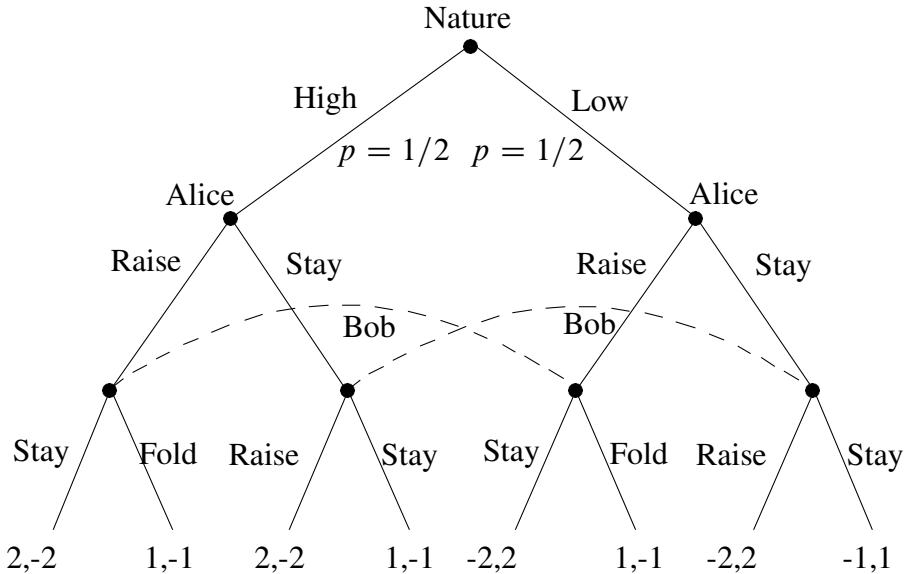 Nature
High
Low
p = 1/2 p = 1/2
Alice
Alice
Raise
Stay
Raise
Stay
Bob
Bob
Stay
Fold
Raise
Stay
Stay
Fold
Raise
Stay
2,-2
1,-1
2,-2
1,-1
-2,2
1,-1
-2,2
-1,1